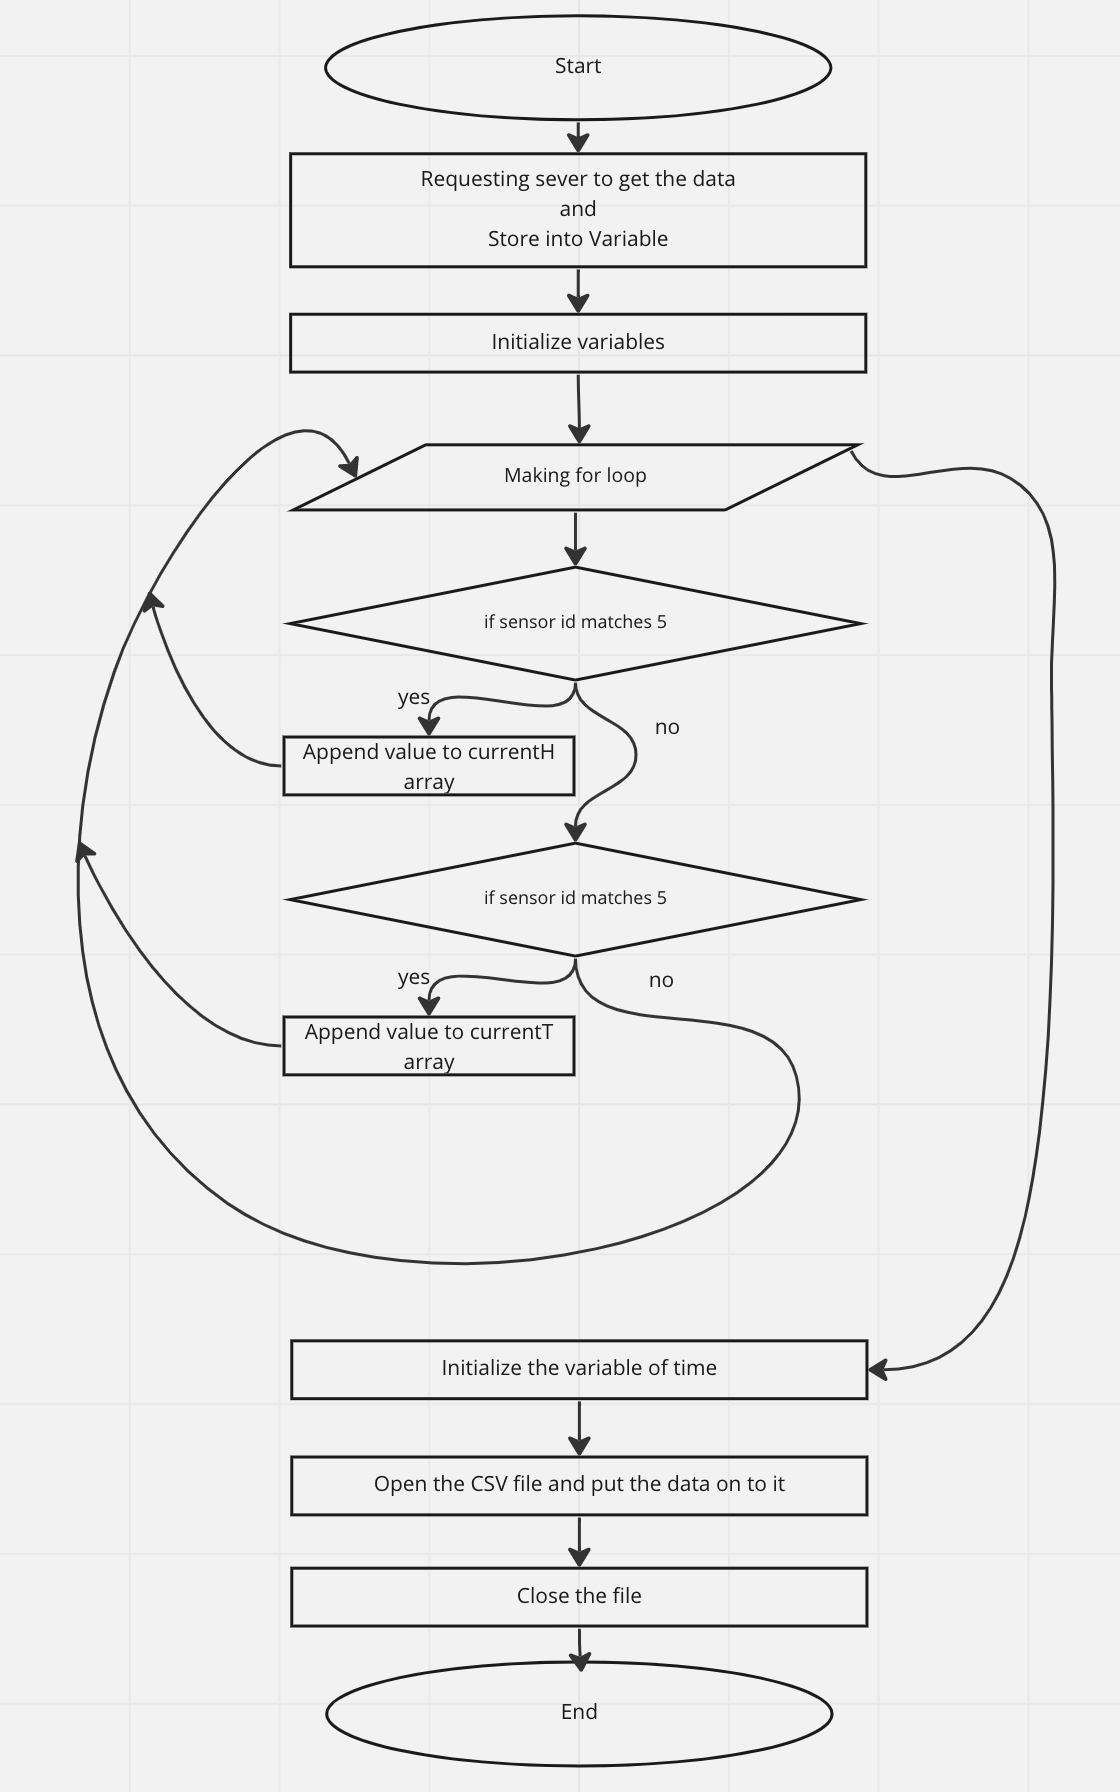 Start
Requesting sever to get the data
and
Store into Variable
Initialize variables
Making for loop
if sensor id matches 5
yes
no
Append value to currentH
array
if sensor id matches 5
yes
no
Append value to currentT
array
Initialize the variable of time
Open the CSV file and put the data on to it
Close the file
End